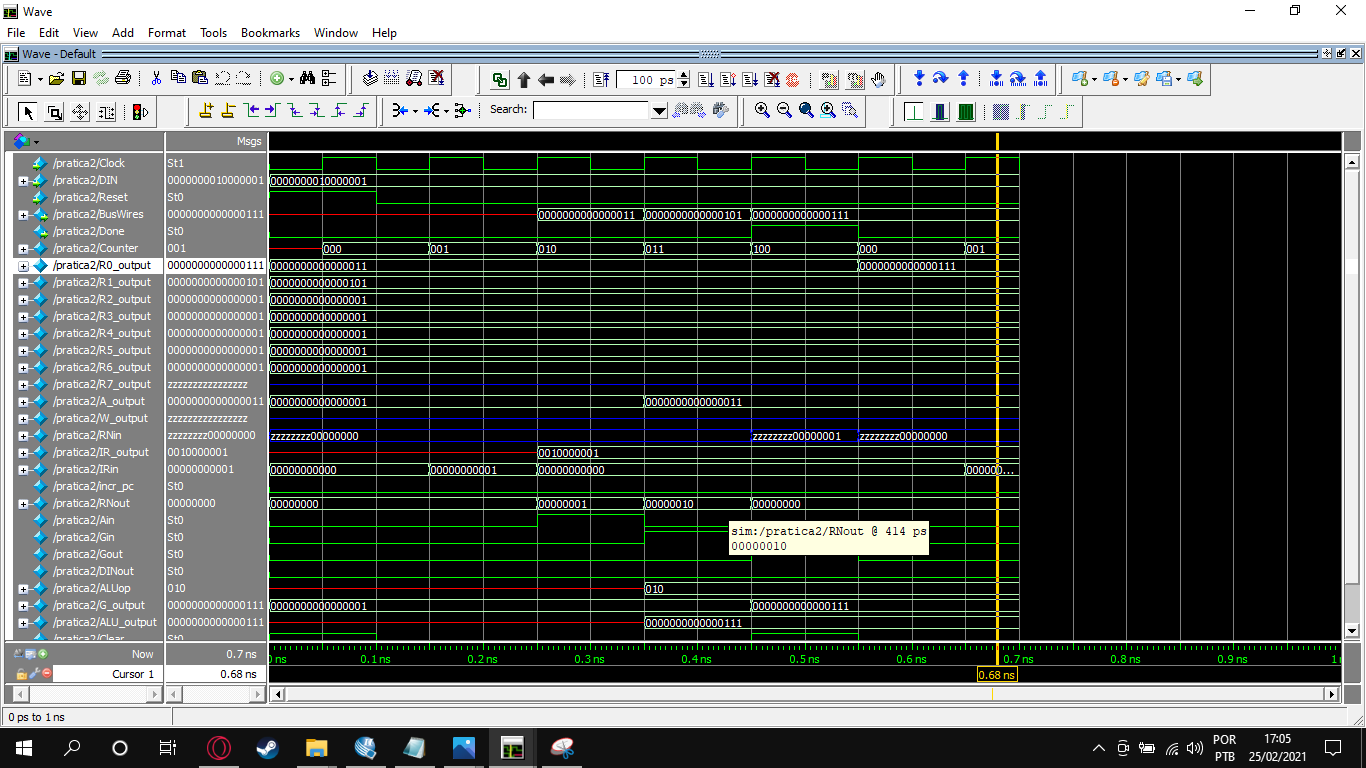 Wave
File Edit View Add Format Tools Bookmarks Window Help
Wave - Default
100 ps
Search:
Msgs
/pratica2/Clock St1
/pratica2/DIN 0000000010000001 0000000010000001
/pratica2/Reset St0
/pratica2/BusWires 0000000000000111 0000000000000011 0000000000000101 0000000000000111
/pratica2/Done St0
/pratica2/Counter 001 000 001 010 011 100 000 001
/pratica2/R0_output 0000000000000111 0000000000000011 0000000000000111
/pratica2/R1_output 0000000000000101 0000000000000101
/pratica2/R2_output 0000000000000001 0000000000000001
/pratica2/R3_output 0000000000000001 0000000000000001
/pratica2/R4_output 0000000000000001 0000000000000001
/pratica2/R5_output 0000000000000001 0000000000000001
/pratica2/R6_output 0000000000000001 0000000000000001
/pratica2/R7_output zzzzzzzzzzzzzzzz
/pratica2/A_output 0000000000000011 0000000000000001 0000000000000011
/pratica2/W_output zzzzzzzzzzzzzzzz
/pratica2/RNin zzzzzzzz00000000 zzzzzzzz00000000 zzzzzzzz00000001 zzzzzzzz00000000
/pratica2/IR_output 0010000001 0010000001
/pratica2/IRin 00000000001 00000000000 00000000001 00000000000 00000...
/pratica2/incr_pc St0
/pratica2/RNout 00000000 00000000 00000001 00000010 00000000
/pratica2/Ain St0
/pratica2/Gin St0
sim:/pratica2/RNout @ 414 ps
00000010
/pratica2/Gout St0
/pratica2/DINout St0
/pratica2/ALUop 010 010
/pratica2/G_output 0000000000000111 0000000000000001 0000000000000111
/pratica2/ALU_output 0000000000000111 0000000000000111
/pratica2/Clear St0
Now 0.7 ns ns 0.1 ns 0.2 ns 0.3 ns 0.4 ns 0.5 ns 0.6 ns 0.7 ns 0.8 ns 0.9 ns
Cursor 1 0.68 ns 0.68 ns
0 ps to 1 ns
POR 17:05
PTB 25/02/2021